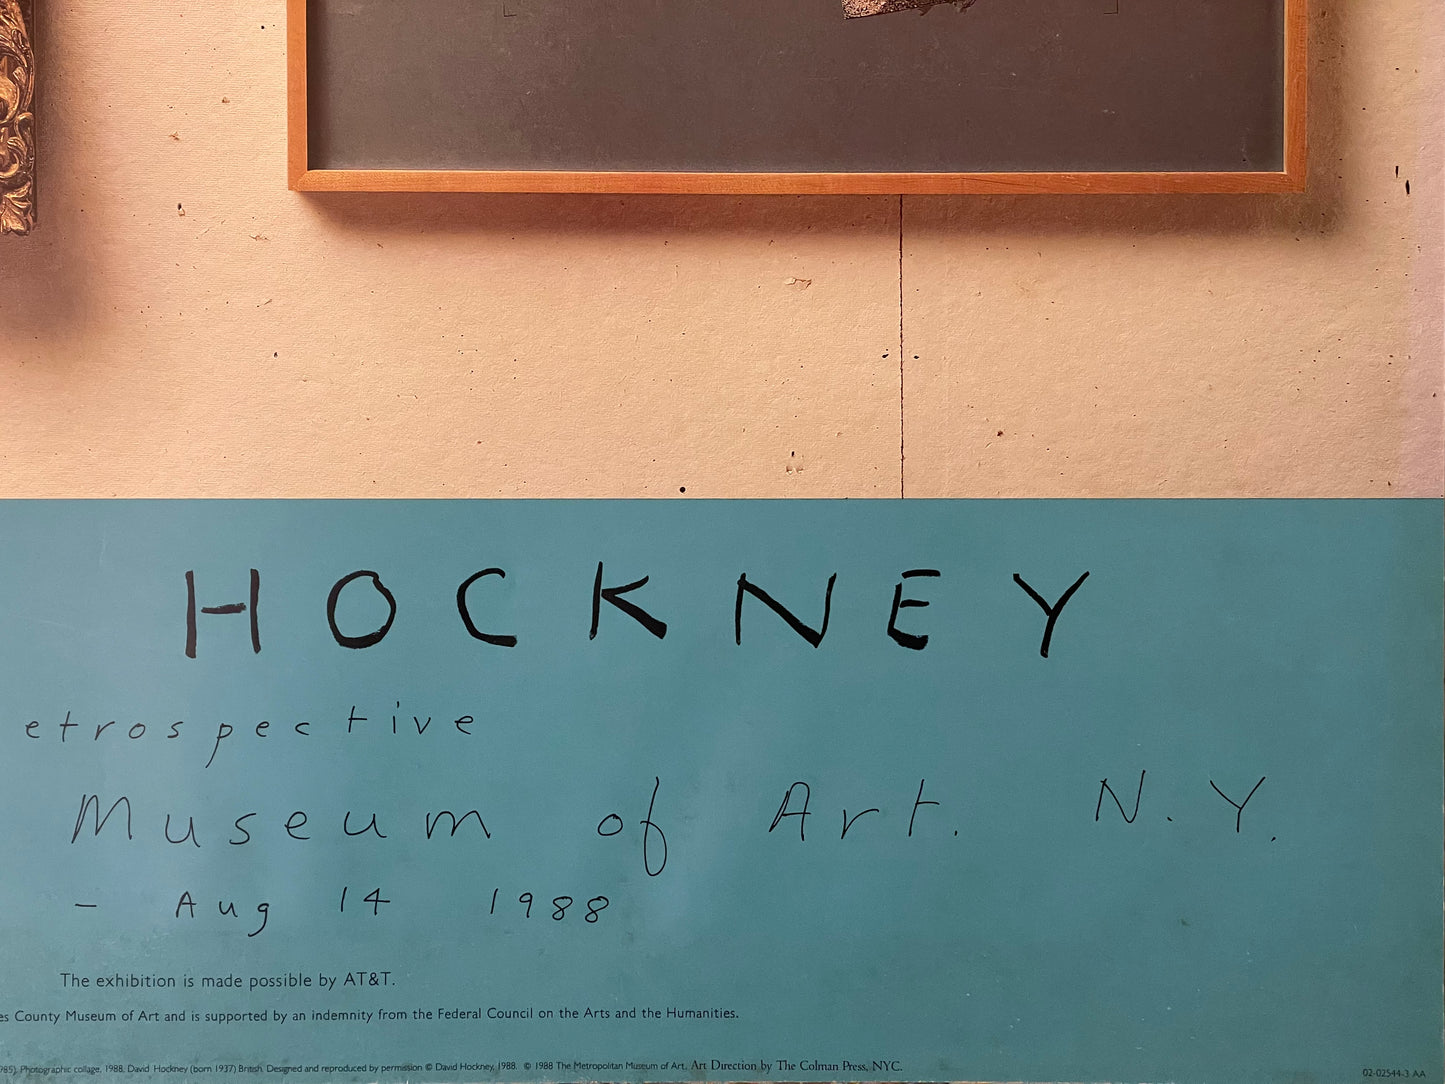 HOCKNEY
etrospective
Museum of Art. N.Y.
- Aug 14 1988
The exhibition is made possible by AT&T.
es County Museum of Art and is supported by an indemnity from the Federal Council on the Arts and the Humanities.
985). Photographic collage, 1988, David Hockney (born 1937) British. Designed and reproduced by permission © David Hockney, 1988. © 1988 The Metropolitan Museum of Art. Art Direction by The Colman Press, NYC.
02-02544-3 AA